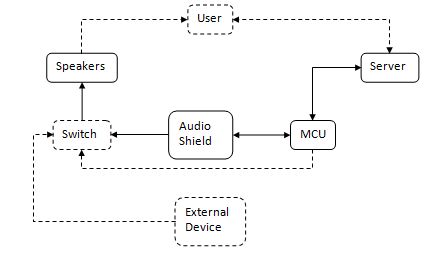 User
Speakers
Server
Switch
Audio
Shield
MCU
External
Device